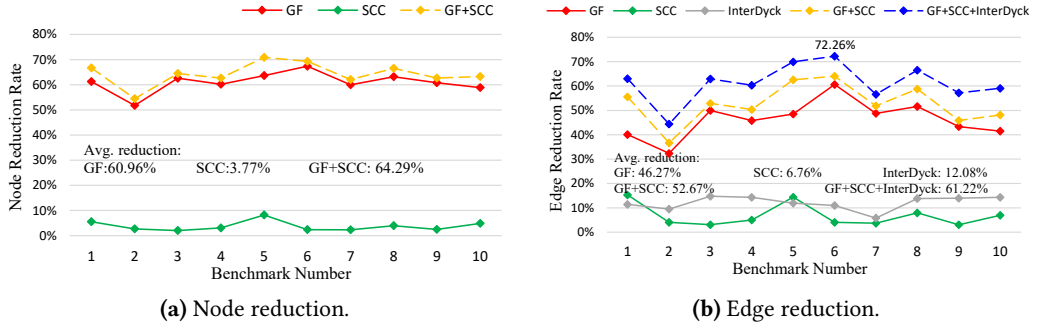 GF SCC GF+SCC
80%
70%
60%
50%
40%
30%
20%
10%
0%
Node Reduction Rate
Avg. reduction:
GF:60.96% SCC:3.77% GF+SCC: 64.29%
1 2 3 4 5 6 7 8 9 10
Benchmark Number
(a) Node reduction.
GF SCC InterDyck GF+SCC GF+SCC+InterDyck
80%
70%
60%
50%
40%
30%
20%
10%
0%
Edge Reduction Rate
72.26%
Avg. reduction:
GF: 46.27% SCC: 6.76% InterDyck: 12.08%
GF+SCC: 52.67% GF+SCC+InterDyck: 61.22%
1 2 3 4 5 6 7 8 9 10
Benchmark Number
(b) Edge reduction.